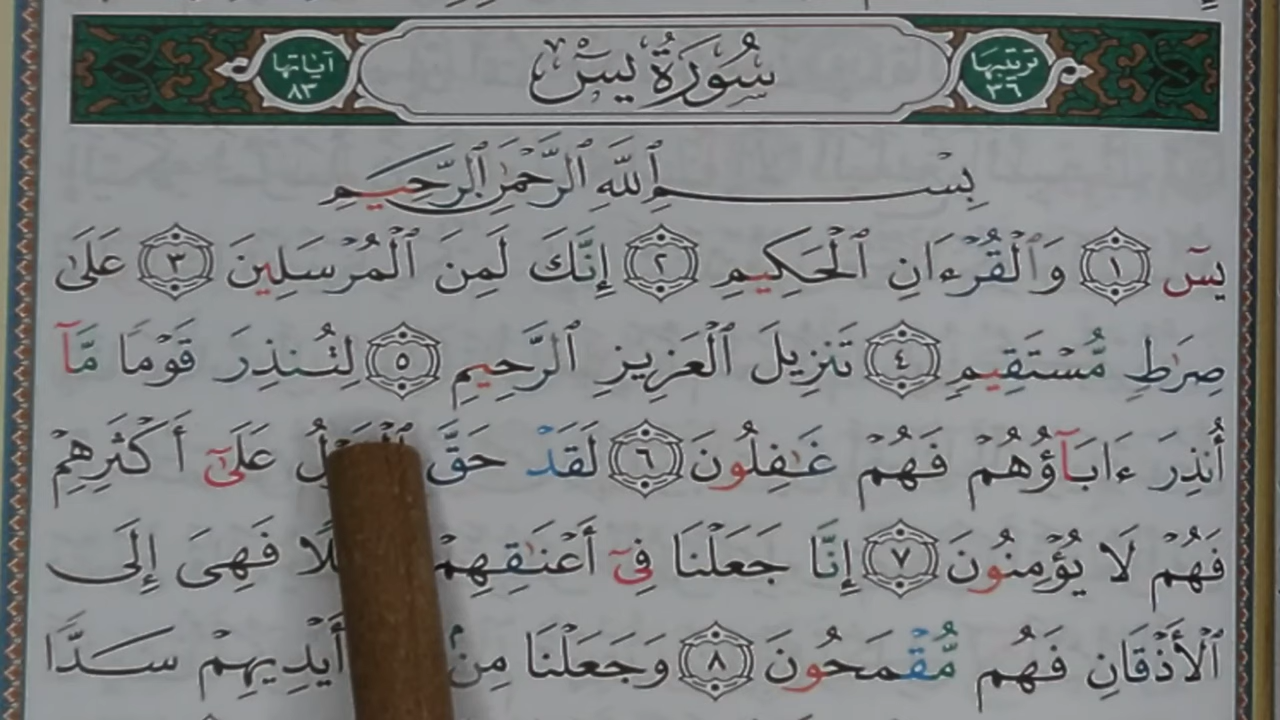 ترتيبها ٣٦ سُورَةُ يسٓ آياتها ٨٣
بِسْمِ ٱللَّهِ ٱلرَّحْمَٰنِ ٱلرَّحِيمِ
يسٓ ١ وَٱلْقُرْءَانِ ٱلْحَكِيمِ ٢ إِنَّكَ لَمِنَ ٱلْمُرْسَلِينَ ٣ عَلَىٰ
صِرَٰطٍ مُّسْتَقِيمٍ ٤ تَنزِيلَ ٱلْعَزِيزِ ٱلرَّحِيمِ ٥ لِتُنذِرَ قَوْمًا مَّآ
أُنذِرَ ءَابَآؤُهُمْ فَهُمْ غَٰفِلُونَ ٦ لَقَدْ حَقَّ عَلَىٰٓ أَكْثَرِهِمْ
فَهُمْ لَا يُؤْمِنُونَ ٧ إِنَّا جَعَلْنَا فِىٓ أَعْنَٰقِهِمْ فَهِىَ إِلَى
ٱلْأَذْقَانِ فَهُم مُّقْمَحُونَ ٨ وَجَعَلْنَا مِنۢ أَيْدِيهِمْ سَدًّا